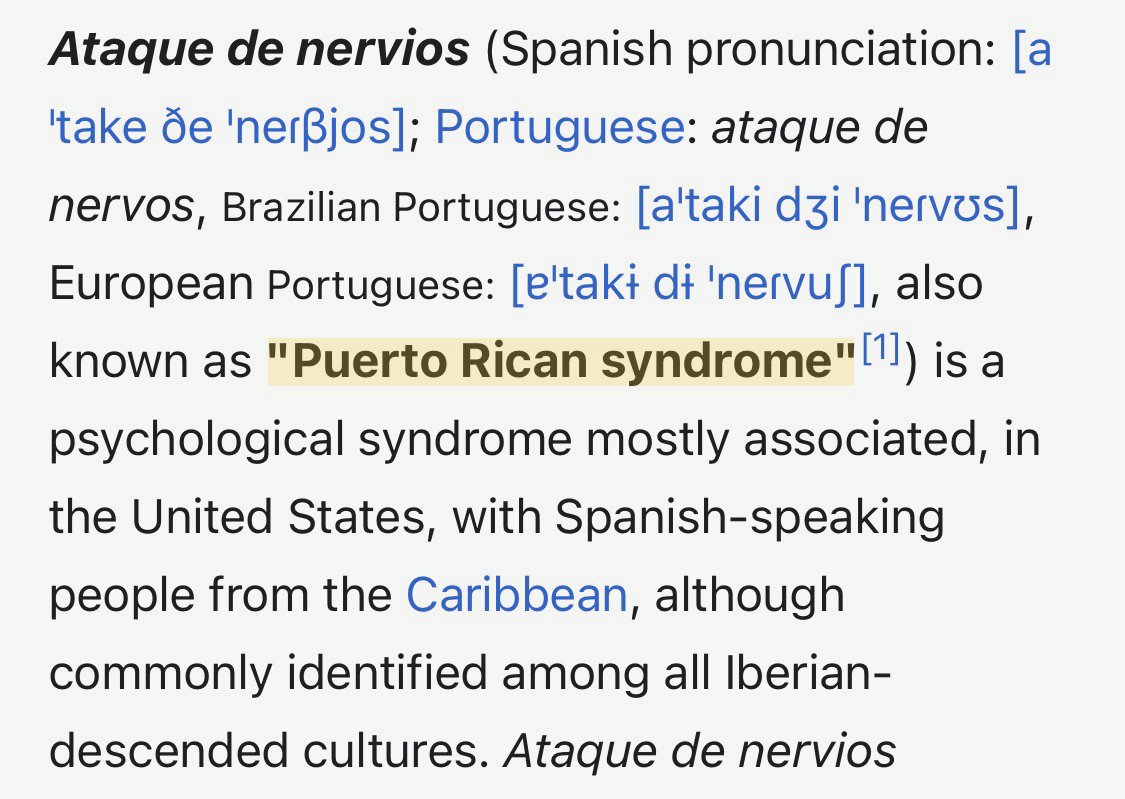 Ataque de nervios (Spanish pronunciation: [a
ˈtake ðe ˈneɾβjos]; Portuguese: ataque de
nervos, Brazilian Portuguese: [aˈtaki dʒi ˈneɾvʊs],
European Portuguese: [ɐˈtakɨ dɨ ˈneɾvuʃ], also
known as "Puerto Rican syndrome"[1]) is a
psychological syndrome mostly associated, in
the United States, with Spanish-speaking
people from the Caribbean, although
commonly identified among all Iberian-
descended cultures. Ataque de nervios